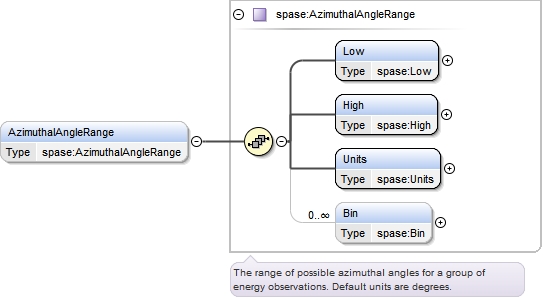 spase:AzimuthalAngleRange
Low
Type spase:Low
High
Type spase:High
AzimuthalAngleRange
Type spase:AzimuthalAngleRange
Units
Type spase:Units
0..∞
Bin
Type spase:Bin
The range of possible azimuthal angles for a group of
energy observations. Default units are degrees.